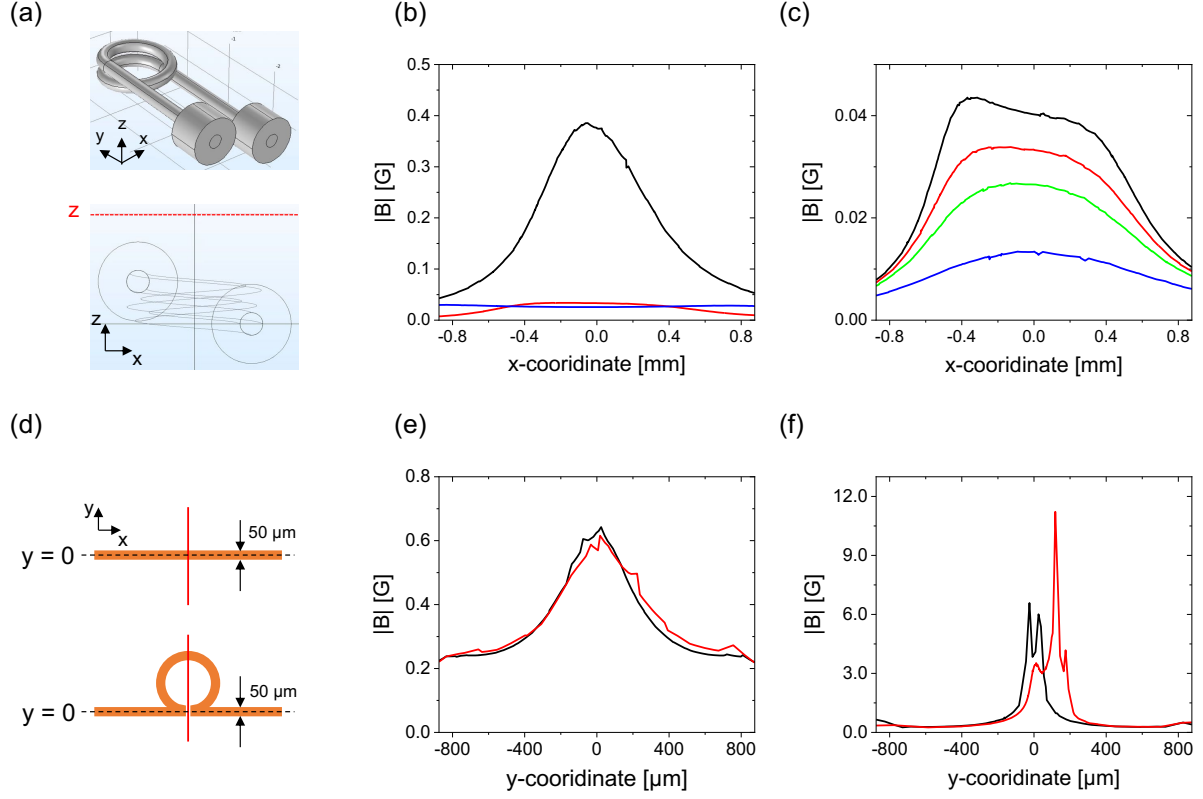 (a)
z
y
x
-1
-2
z
z
x
(b)
0.5
0.4
0.3
0.2
0.1
0.0
|B| [G]
-0.8
-0.4
0.0
0.4
0.8
x-cooridinate [mm]
(c)
0.04
0.02
0.00
|B| [G]
-0.8
-0.4
0.0
0.4
0.8
x-cooridinate [mm]
(d)
y
x
50 µm
y = 0
50 µm
y = 0
(e)
0.8
0.6
0.4
0.2
0.0
|B| [G]
-800
-400
0
400
800
y-cooridinate [µm]
(f)
12.0
9.0
6.0
3.0
0.0
|B| [G]
-800
-400
0
400
800
y-cooridinate [µm]